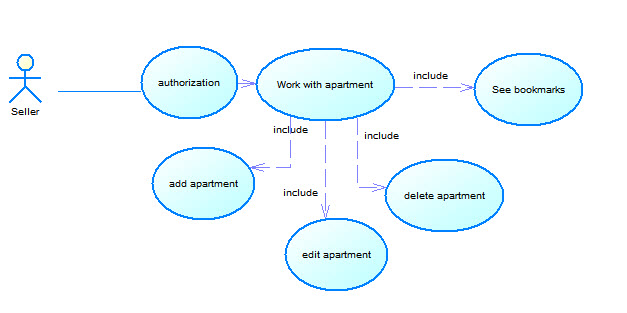 Seller
authorization
Work with apartment
include
See bookmarks
include
include
add apartment
include
delete apartment
edit apartment